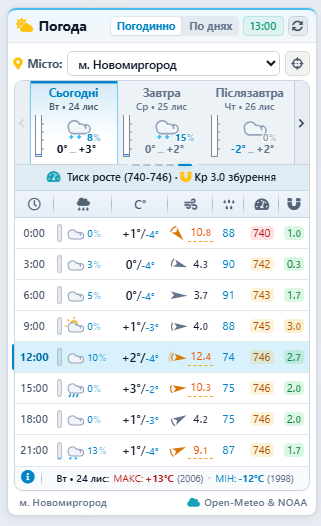 Погода Погодинно По днях 13:00
Місто: м. Новомиргород
Сьогодні Завтра Післязавтра
Вт • 24 лис Ср • 25 лис Чт • 26 лис
8% 15% 0%
0° ... +3° 0° ... +2° -2° ... +2°
Тиск росте (740-746) · Кр 3.0 збурення
C°
0:00 0% +1°/-4° 10.8 88 740 1.0
3:00 3% 0°/-4° 4.3 90 742 0.3
6:00 5% 0°/-4° 3.7 91 743 1.7
9:00 0% +1°/-3° 4.0 88 745 3.0
12:00 10% +2°/-4° 12.4 74 746 2.7
15:00 0% +3°/-2° 10.3 75 746 2.0
18:00 0% +1°/-3° 4.2 75 746 2.0
21:00 13% +1°/-4° 9.1 87 746 1.7
Вт • 24 лис: МАКС: +13°C (2006) · МІН: -12°C (1998)
м. Новомиргород Open-Meteo & NOAA